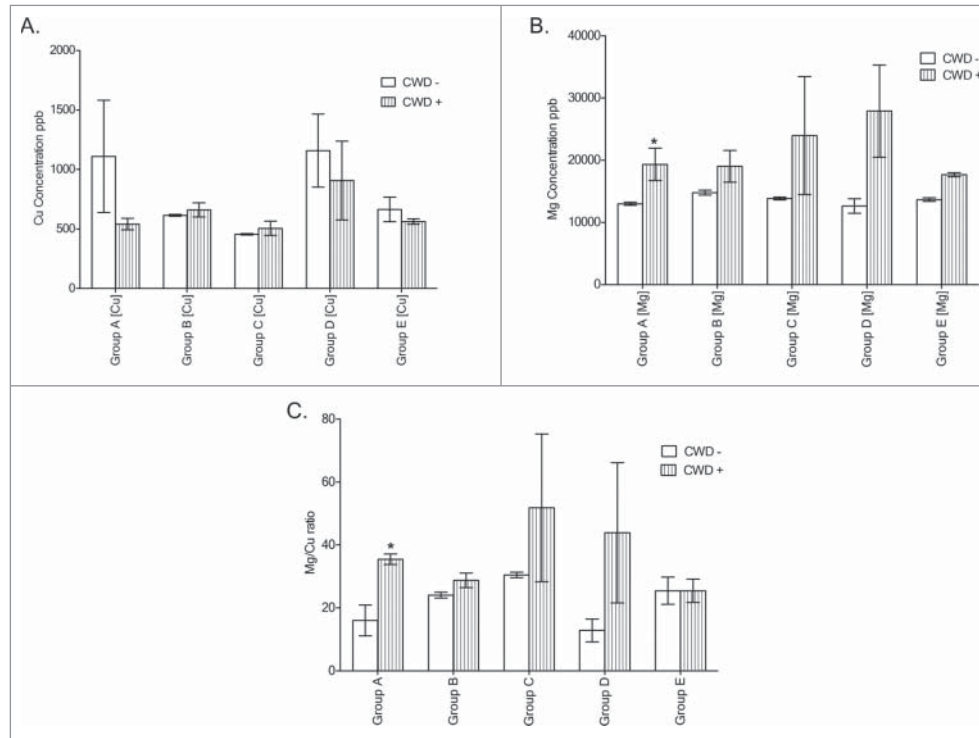 A.
Cu Concentration ppb
2000
1500
1000
500
0
CWD -
CWD +
Group A [Cu]
Group B [Cu]
Group C [Cu]
Group D [Cu]
Group E [Cu]
B.
Mg Concentration ppb
40000
30000
20000
10000
0
CWD -
CWD +
*
Group A [Mg]
Group B [Mg]
Group C [Mg]
Group D [Mg]
Group E [Mg]
C.
Mg/Cu ratio
80
60
40
20
0
CWD -
CWD +
*
Group A
Group B
Group C
Group D
Group E